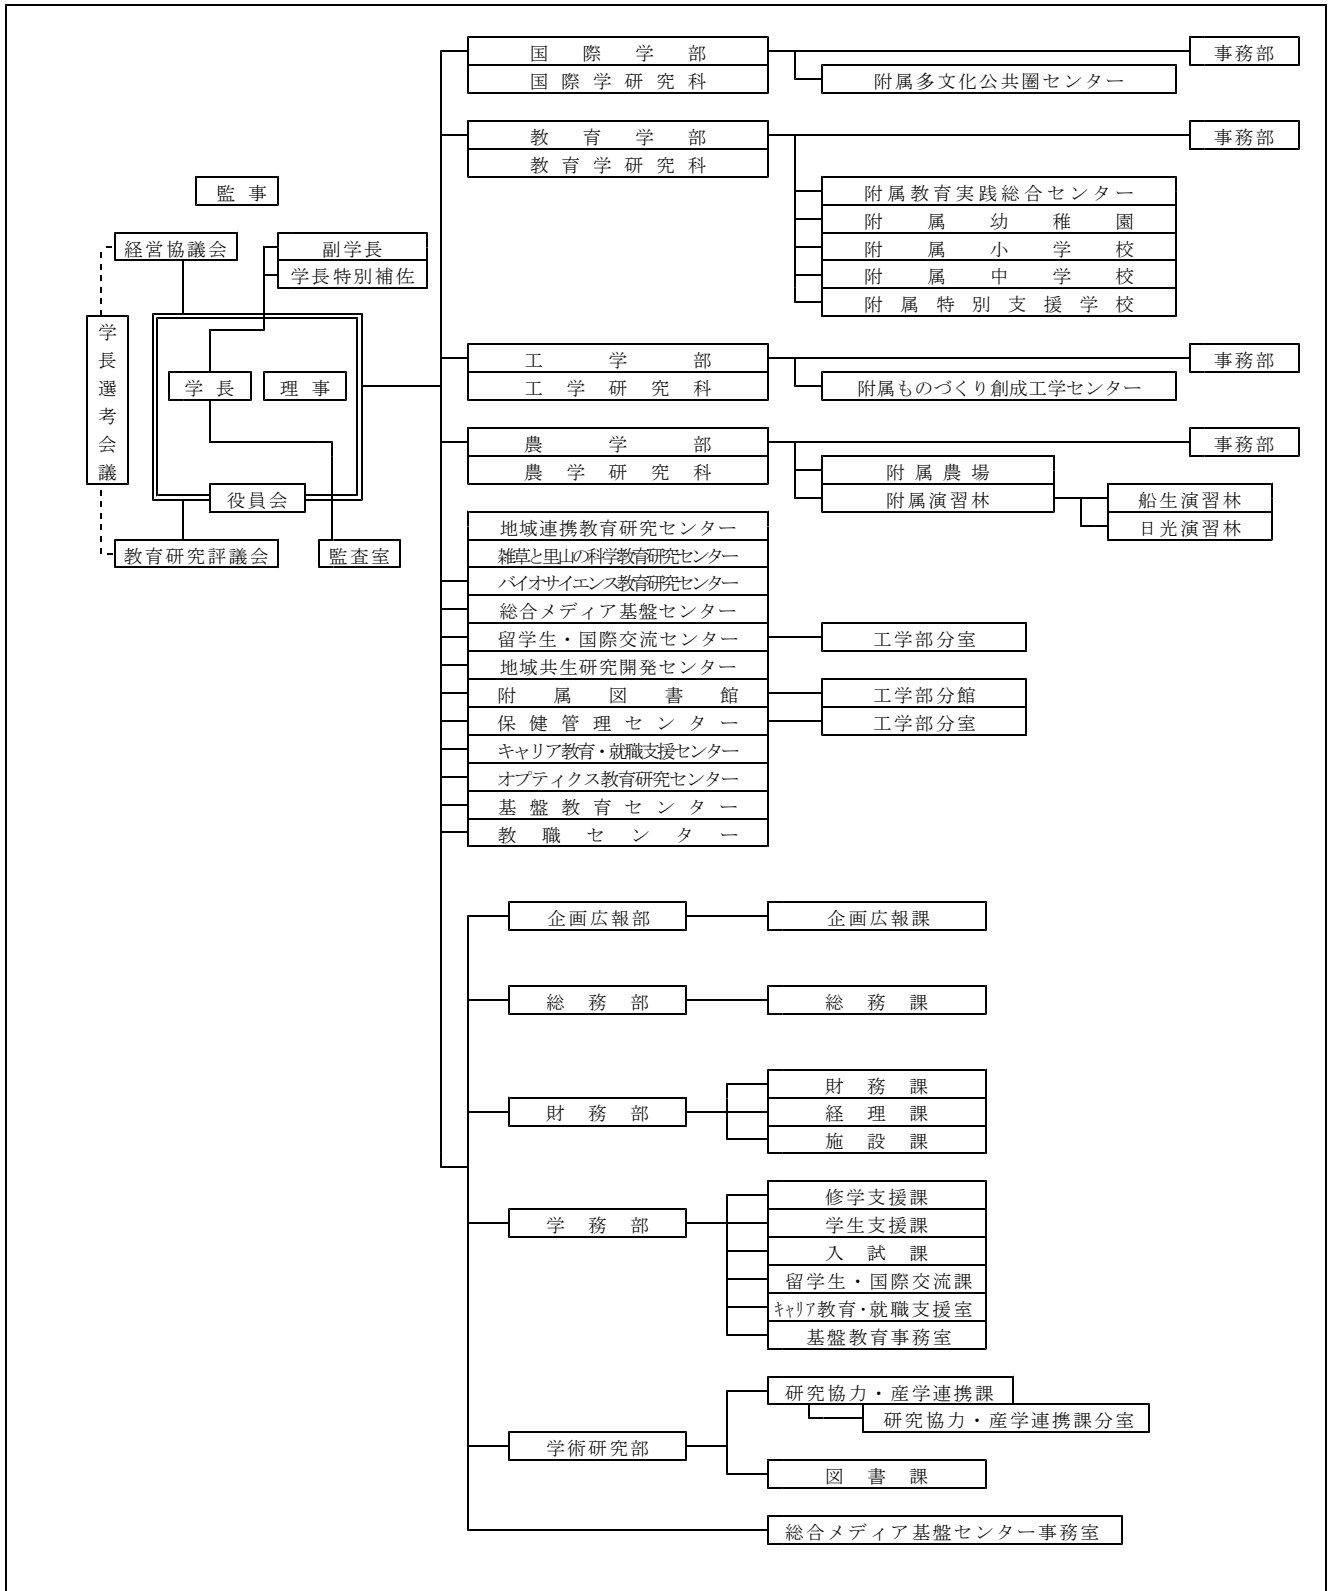 国際学部
事務部
国際学研究科
附属多文化公共圏センター
教育学部
事務部
教育学研究科
附属教育実践総合センター
附属幼稚園
附属小学校
附属中学校
附属特別支援学校
監事
経営協議会
副学長
学長特別補佐
学長選考会議
学長
理事
役員会
教育研究評議会
監査室
工学部
事務部
工学研究科
附属ものづくり創成工学センター
農学部
事務部
農学研究科
附属農場
附属演習林
船生演習林
日光演習林
地域連携教育研究センター
雑草と里山の科学教育研究センター
バイオサイエンス教育研究センター
総合メディア基盤センター
留学生・国際交流センター
工学部分室
地域共生研究開発センター
附属図書館
工学部分館
保健管理センター
工学部分室
キャリア教育・就職支援センター
オプティクス教育研究センター
基盤教育センター
教職センター
企画広報部
企画広報課
総務部
総務課
財務部
財務課
経理課
施設課
学務部
修学支援課
学生支援課
入試課
留学生・国際交流課
ｷｬﾘｱ教育・就職支援室
基盤教育事務室
学術研究部
研究協力・産学連携課
研究協力・産学連携課分室
図書課
総合メディア基盤センター事務室